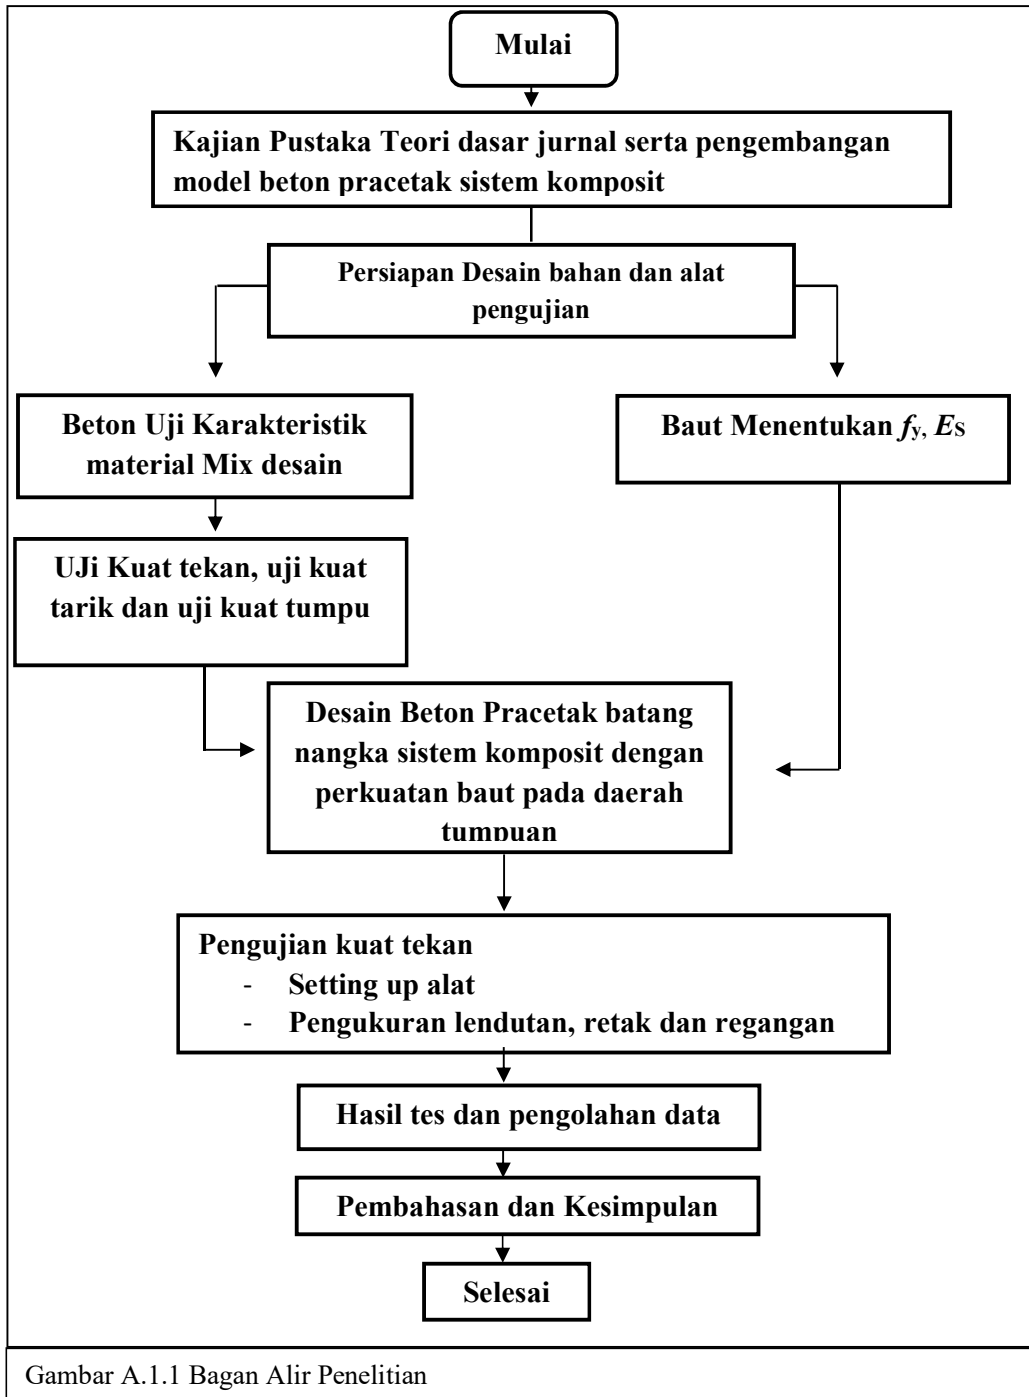 Mulai
Kajian Pustaka Teori dasar jurnal serta pengembangan
model beton pracetak sistem komposit
Persiapan Desain bahan dan alat
pengujian
Beton Uji Karakteristik
material Mix desain
Baut Menentukan fy, ES
UJi Kuat tekan, uji kuat
tarik dan uji kuat tumpu
Desain Beton Pracetak batang
nangka sistem komposit dengan
perkuatan baut pada daerah
tumpuan
Pengujian kuat tekan
- Setting up alat
- Pengukuran lendutan, retak dan regangan
Hasil tes dan pengolahan data
Pembahasan dan Kesimpulan
Selesai
Gambar A.1.1 Bagan Alir Penelitian